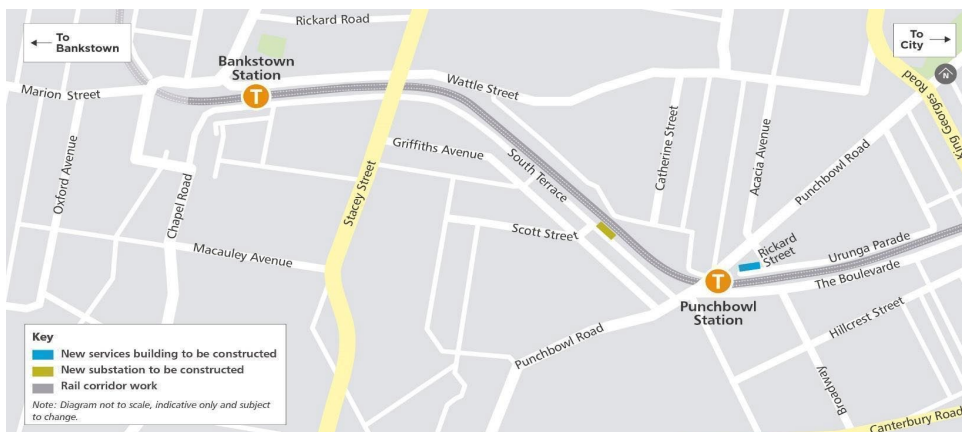 To
Bankstown
Rickard Road
To
City
N
Bankstown
Station
T
Marion Street
Wattle Street
King Georges Road
Oxford Avenue
Chapel Road
Stacey Street
Griffiths Avenue
South Terrace
Catherine Street
Acacia Avenue
Punchbowl Road
Scott Street
Macauley Avenue
Rickard
Street
Urunga Parade
The Boulevarde
T
Punchbowl
Station
Hillcrest Street
Punchbowl Road
Broadway
Canterbury Road
Key
New services building to be constructed
New substation to be constructed
Rail corridor work
Note: Diagram not to scale, indicative only and subject
to change.